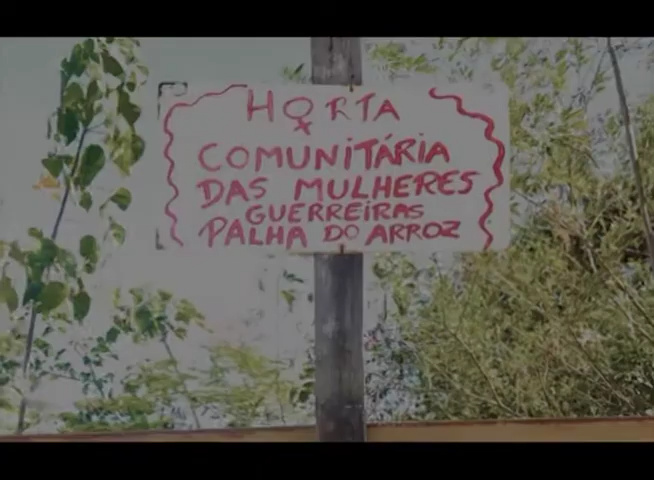 HORTA
COMUNITÁRIA
DAS MULHERES
GUERREIRAS
PALHA DO ARROZ